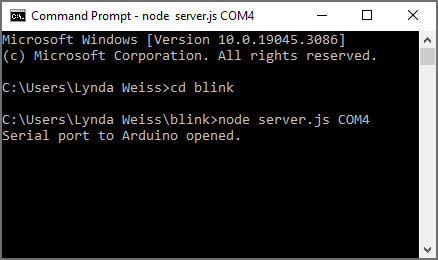 Command Prompt - node server.js COM4
Microsoft Windows [Version 10.0.19045.3086]
(c) Microsoft Corporation. All rights reserved.
C:\Users\Lynda Weiss>cd blink
C:\Users\Lynda Weiss\blink>node server.js COM4
Serial port to Arduino opened.